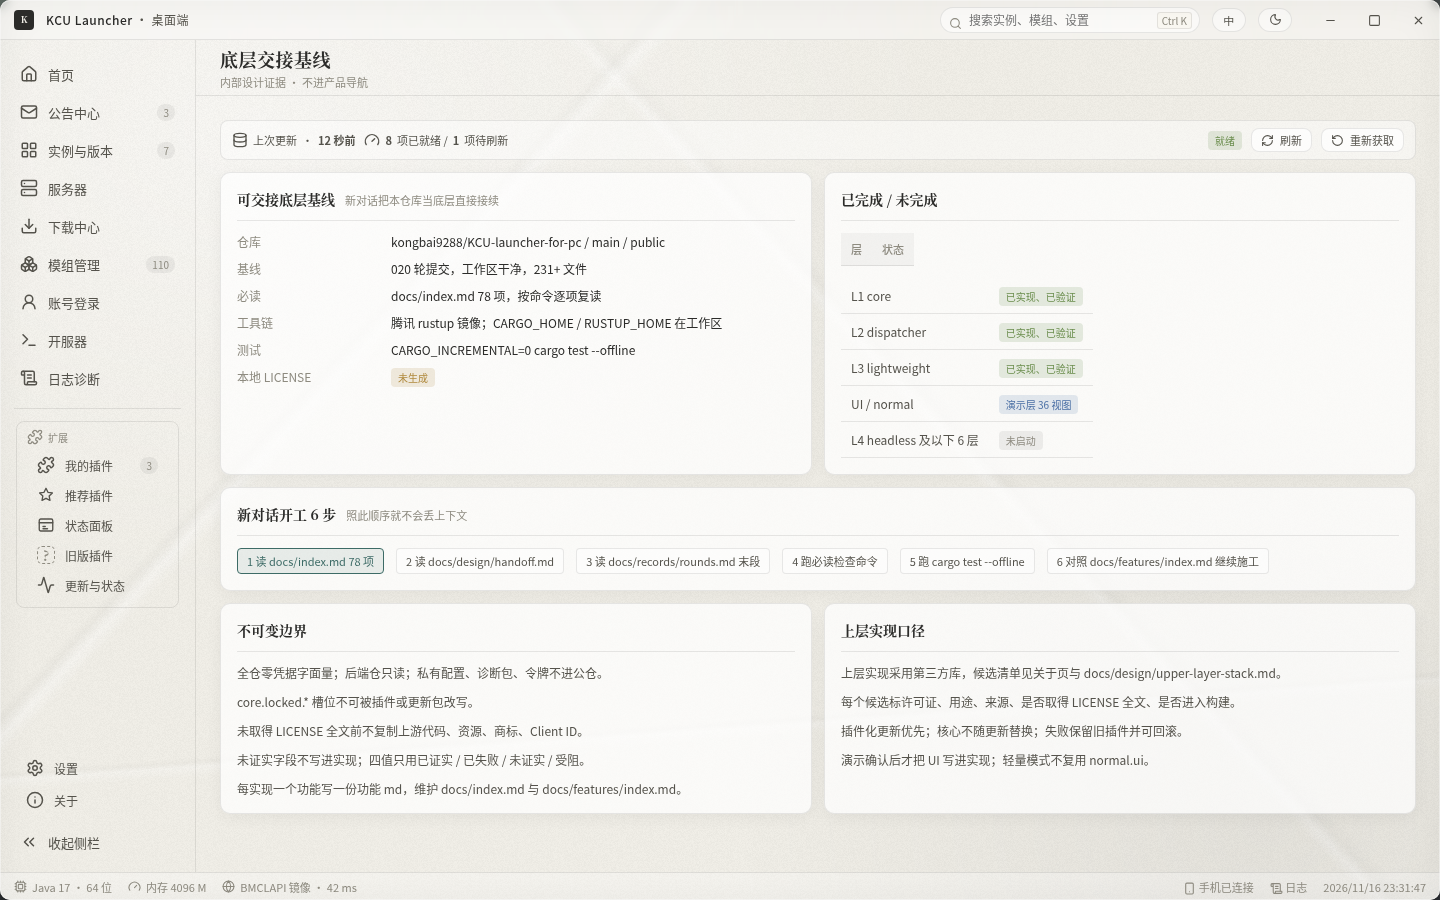 K KCU Launcher · 桌面端
搜索实例、模组、设置 Ctrl K 中
首页
公告中心 3
实例与版本 7
服务器
下载中心
模组管理 110
账号登录
开服器
日志诊断
扩展
我的插件 3
推荐插件
状态面板
旧版插件
更新与状态
设置
关于
收起侧栏
底层交接基线
内部设计证据 · 不进产品导航
上次更新 · 12 秒前 8 项已就绪 / 1 项待刷新
就绪 刷新 重新获取
可交接底层基线 新对话把本仓库当底层直接接续
仓库 kongbai9288/KCU-launcher-for-pc / main / public
基线 020 轮提交，工作区干净，231+ 文件
必读 docs/index.md 78 项，按命令逐项复读
工具链 腾讯 rustup 镜像；CARGO_HOME / RUSTUP_HOME 在工作区
测试 CARGO_INCREMENTAL=0 cargo test --offline
本地 LICENSE 未生成
已完成 / 未完成
层 状态
L1 core 已实现、已验证
L2 dispatcher 已实现、已验证
L3 lightweight 已实现、已验证
UI / normal 演示层 36 视图
L4 headless 及以下 6 层 未启动
新对话开工 6 步 照此顺序就不会丢上下文
1 读 docs/index.md 78 项
2 读 docs/design/handoff.md
3 读 docs/records/rounds.md 末段
4 跑必读检查命令
5 跑 cargo test --offline
6 对照 docs/features/index.md 继续施工
不可变边界
全仓零凭据字面量；后端仓只读；私有配置、诊断包、令牌不进公仓。
core.locked.* 槽位不可被插件或更新包改写。
未取得 LICENSE 全文前不复制上游代码、资源、商标、Client ID。
未证实字段不写进实现；四值只用已证实 / 已失败 / 未证实 / 受阻。
每实现一个功能写一份功能 md，维护 docs/index.md 与 docs/features/index.md。
上层实现口径
上层实现采用第三方库，候选清单见关于页与 docs/design/upper-layer-stack.md。
每个候选标许可证、用途、来源、是否取得 LICENSE 全文、是否进入构建。
插件化更新优先；核心不随更新替换；失败保留旧插件并可回滚。
演示确认后才把 UI 写进实现；轻量模式不复用 normal.ui。
Java 17 · 64 位 内存 4096 M BMCLAPI 镜像 · 42 ms
手机已连接 日志 2026/11/16 23:31:47